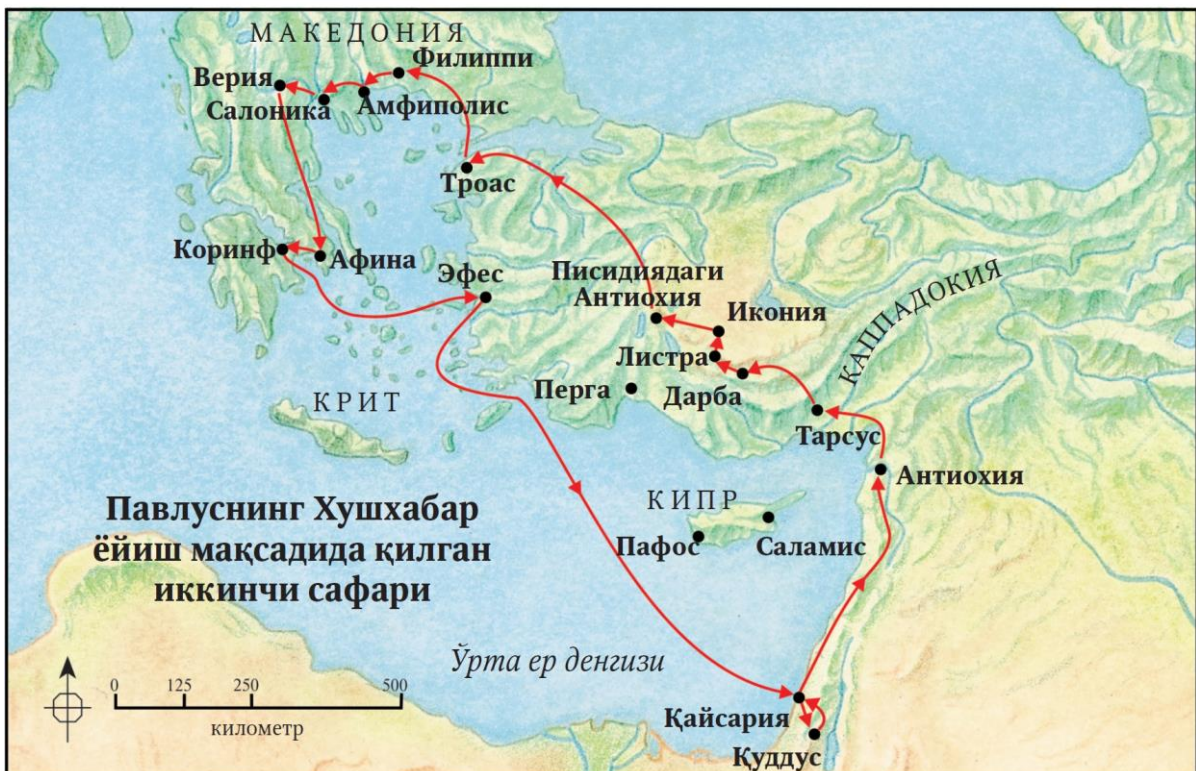 МАКЕДОНИЯ
Филиппи
Верия
Салоника
Амфиполис
Троас
Коринф
Афина
Эфес
Писидиядаги
Антиохия
Икония
КАППАДОКИЯ
Листра
Дарба
Перга
КРИТ
Тарсус
Антиохия
КИПР
Пафос
Саламис
Павлуснинг Хушхабар
ёйиш мақсадида қилган
иккинчи сафари
Ўрта ер денгизи
0 125 250 500
километр
Қайсария
Қуддус